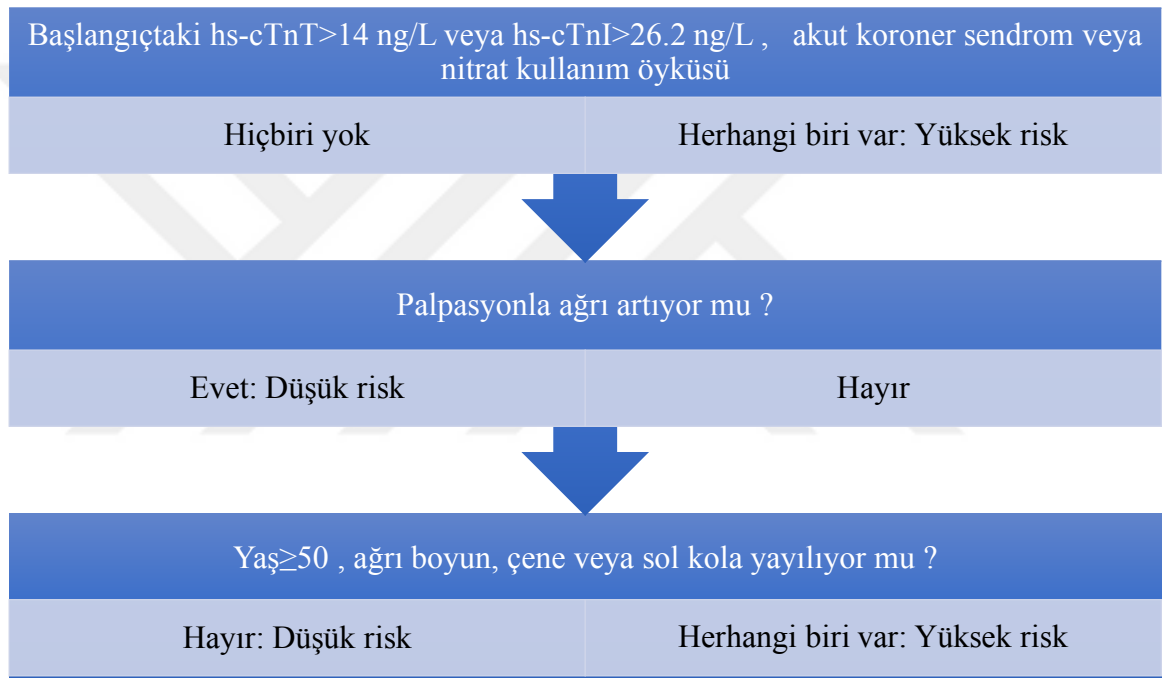 Başlangıçtaki hs-cTnT>14 ng/L veya hs-cTnI>26.2 ng/L , akut koroner sendrom veya
nitrat kullanım öyküsü
Hiçbiri yok
Herhangi biri var: Yüksek risk
Palpasyonla ağrı artıyor mu ?
Evet: Düşük risk
Hayır
Yaş≥50 , ağrı boyun, çene veya sol kola yayılıyor mu ?
Hayır: Düşük risk
Herhangi biri var: Yüksek risk